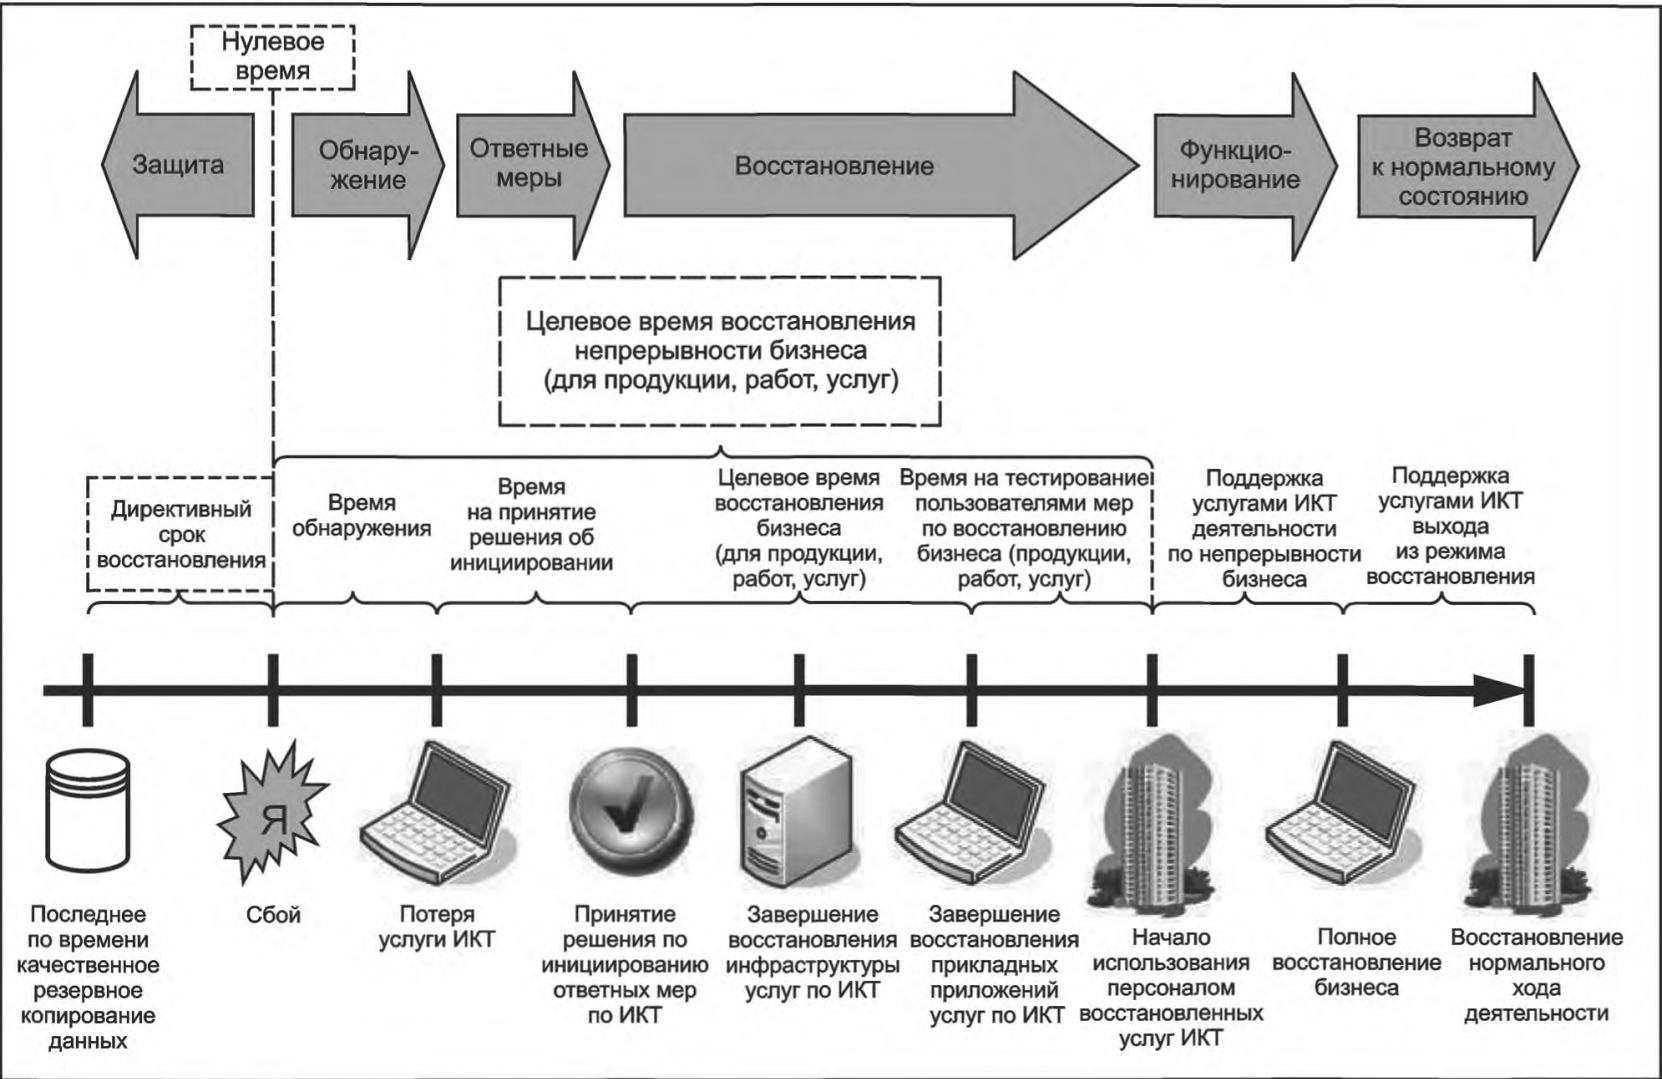 Нулевое
время
Защита
Обнару-
жение
Ответные
меры
Восстановление
Функцио-
нирование
Возврат
к нормальному
состоянию
Целевое время восстановления
непрерывности бизнеса
(для продукции, работ, услуг)
Директивный
срок
восстановления
Время
обнаружения
Время
на принятие
решения об
инициировании
Целевое время
восстановления
бизнеса
(для продукции,
работ, услуг)
Время на тестирование
пользователями мер
по восстановлению
бизнеса (продукции,
работ, услуг)
Поддержка
услугами ИКТ
деятельности
по непрерывности
бизнеса
Поддержка
услугами ИКТ
выхода
из режима
восстановления
Я
Последнее
по времени
качественное
резервное
копирование
данных
Сбой
Потеря
услуги ИКТ
Принятие
решения по
инициированию
ответных мер
по ИКТ
Завершение
восстановления
инфраструктуры
услуг по ИКТ
Завершение
восстановления
прикладных
приложений
услуг по ИКТ
Начало
использования
персоналом
восстановленных
услуг ИКТ
Полное
восстановление
бизнеса
Восстановление
нормального
хода
деятельности